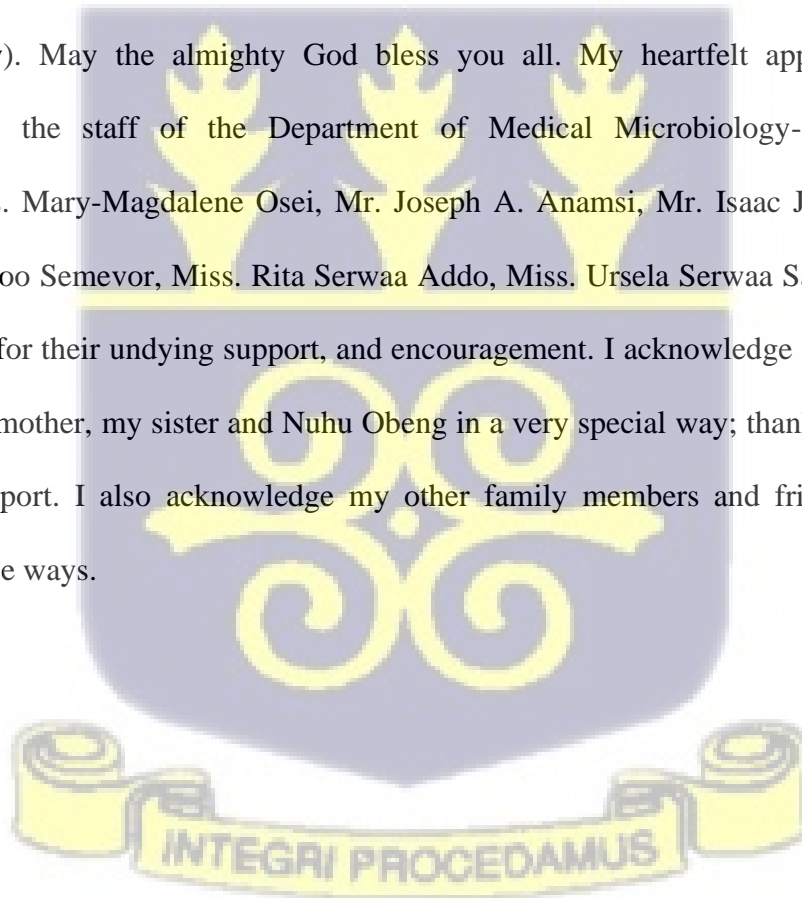 ). May the almighty God bless you all. My heartfelt app
the staff of the Department of Medical Microbiology-
. Mary-Magdalene Osei, Mr. Joseph A. Anamsi, Mr. Isaac J
oo Semevor, Miss. Rita Serwaa Addo, Miss. Ursela Serwaa Sa
for their undying support, and encouragement. I acknowledge
mother, my sister and Nuhu Obeng in a very special way; than
port. I also acknowledge my other family members and fri
e ways.
INTEGRI PROCEDAMUS